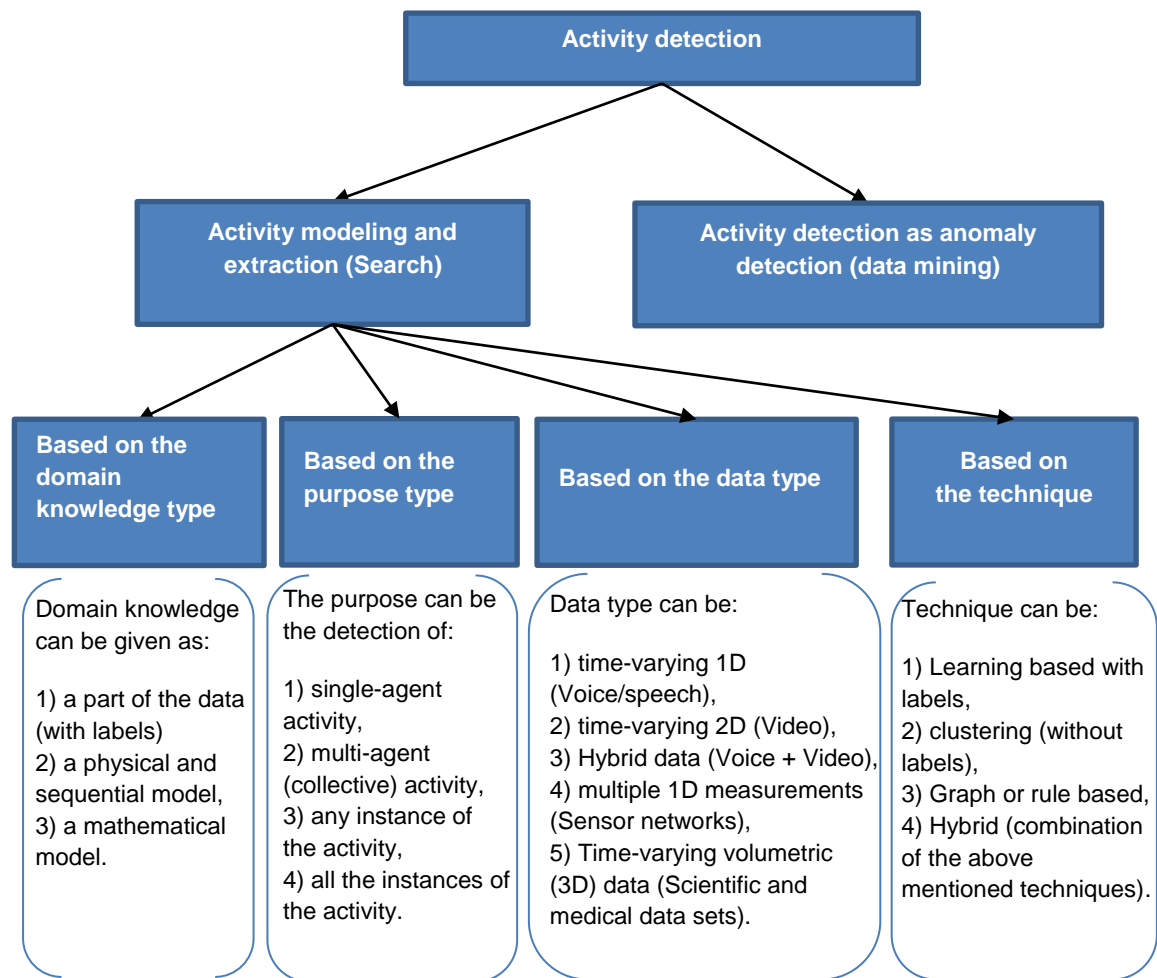 Activity detection
Activity modeling and
extraction (Search)
Activity detection as anomaly
detection (data mining)
Based on the
domain
knowledge type
Based on the
purpose type
Based on the data type
Based on
the technique
Domain knowledge
can be given as:
1) a part of the data
(with labels)
2) a physical and
sequential model,
3) a mathematical
model.
The purpose can be
the detection of:
1) single-agent
activity,
2) multi-agent
(collective) activity,
3) any instance of
the activity,
4) all the instances of
the activity.
Data type can be:
1) time-varying 1D
(Voice/speech),
2) time-varying 2D (Video),
3) Hybrid data (Voice + Video),
4) multiple 1D measurements
(Sensor networks),
5) Time-varying volumetric
(3D) data (Scientific and
medical data sets).
Technique can be:
1) Learning based with
labels,
2) clustering (without
labels),
3) Graph or rule based,
4) Hybrid (combination
of the above
mentioned techniques).